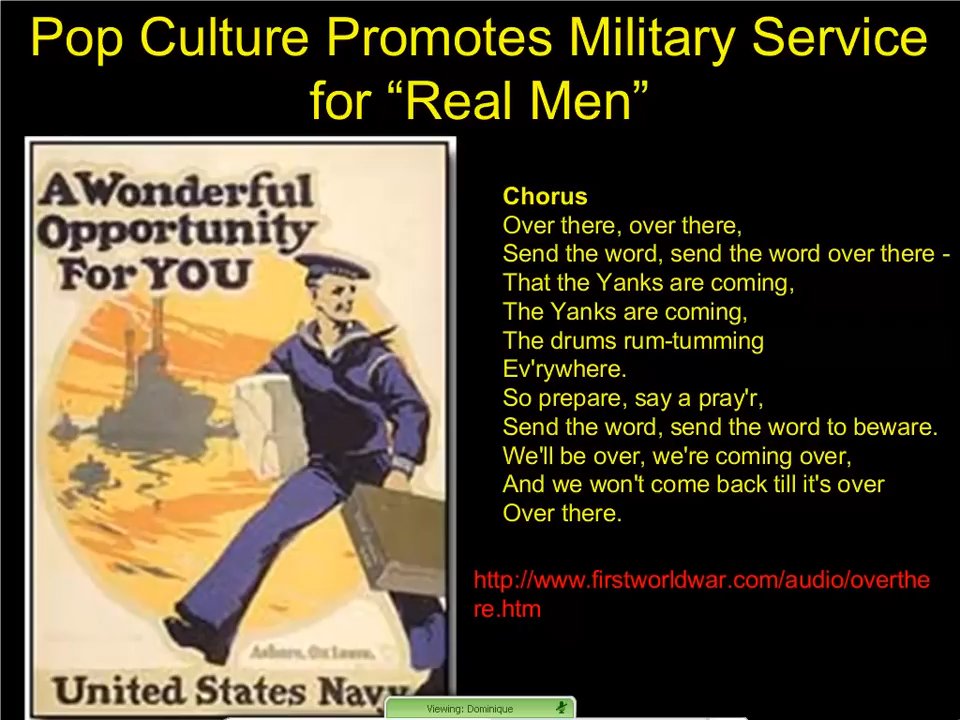 Pop Culture Promotes Military Service
for “Real Men”
A Wonderful
Opportunity
For YOU
Ashore, On Leave.
United States Navy
Chorus
Over there, over there,
Send the word, send the word over there -
That the Yanks are coming,
The Yanks are coming,
The drums rum-tumming
Ev'rywhere.
So prepare, say a pray'r,
Send the word, send the word to beware.
We'll be over, we're coming over,
And we won't come back till it's over
Over there.
http://www.firstworldwar.com/audio/overthe
re.htm
Viewing: Dominique